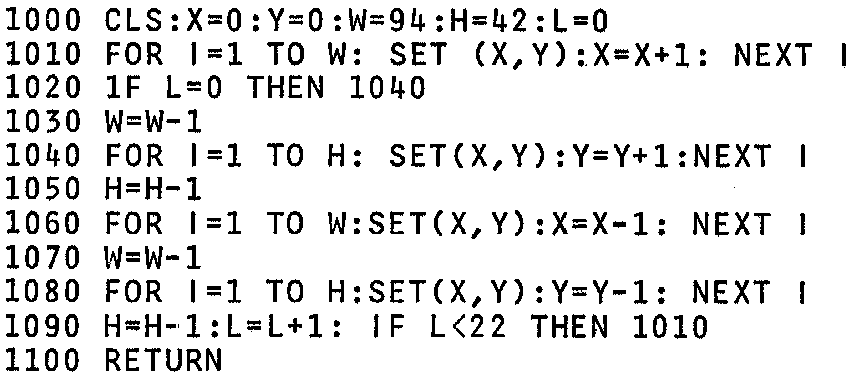 1000 CLS:X=0:Y=0:W=94:H=42:L=0
1010 FOR I=1 TO W: SET (X,Y):X=X+1: NEXT I
1020 1F L=0 THEN 1040
1030 W=W-1
1040 FOR I=1 TO H: SET(X,Y):Y=Y+1:NEXT I
1050 H=H-1
1060 FOR I=1 TO W:SET(X,Y):X=X-1: NEXT I
1070 W=W-1
1080 FOR I=1 TO H:SET(X,Y):Y=Y-1: NEXT I
1090 H=H-1:L=L+1: IF L<22 THEN 1010
1100 RETURN